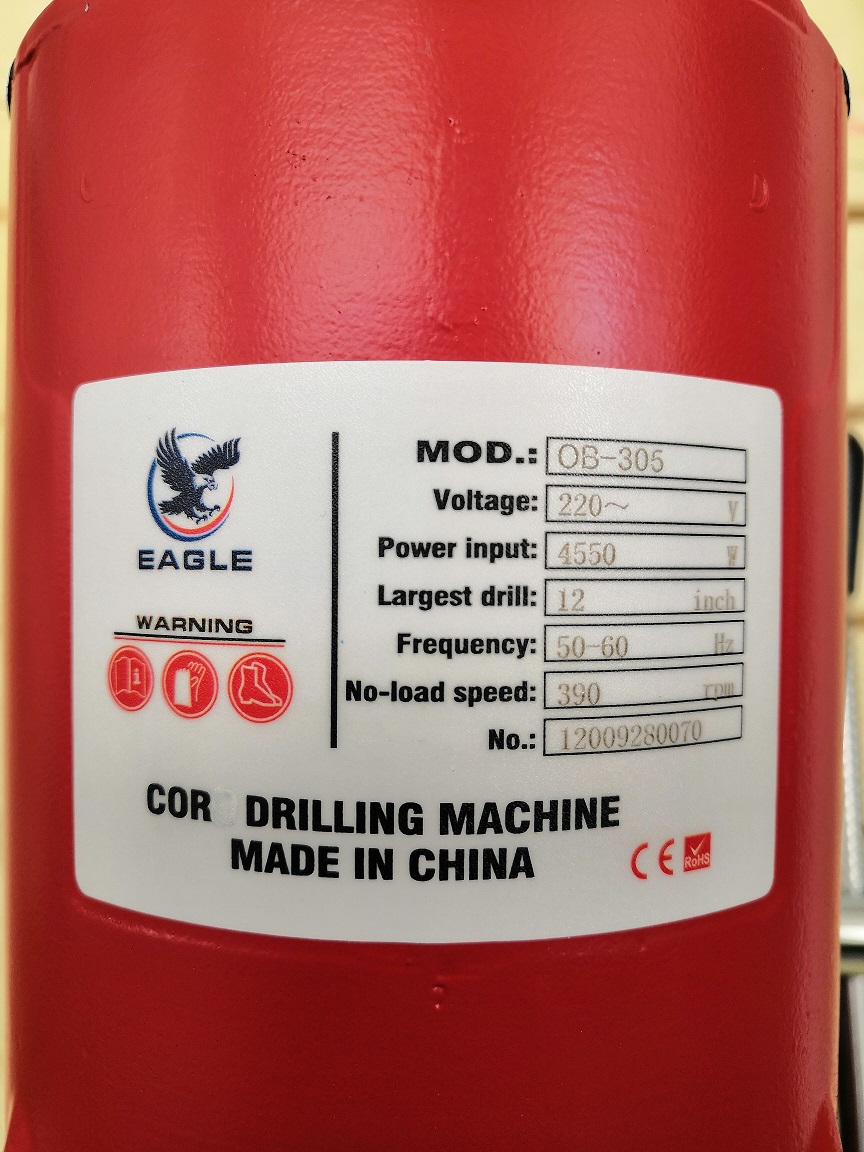 EAGLE
WARNING
MOD.: OB-305
Voltage: 220~ V
Power input: 4550 W
Largest drill: 12 inch
Frequency: 50-60 Hz
No-load speed: 390 rpm
No.: 12009280070
COR DRILLING MACHINE
MADE IN CHINA
CE RoHS